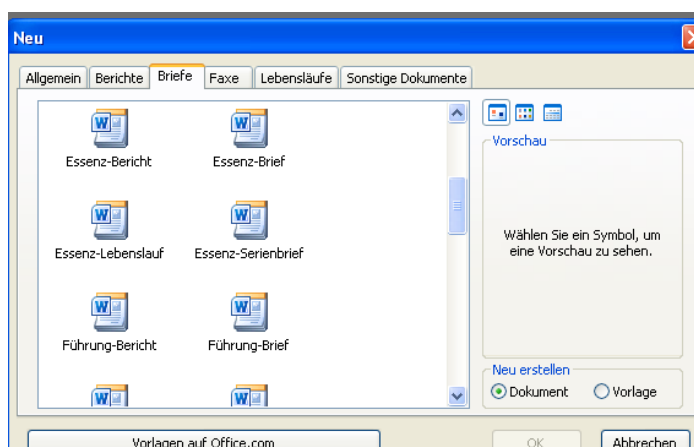 Neu
Allgemein Berichte Briefe Faxe Lebensläufe Sonstige Dokumente
Essenz-Bericht Essenz-Brief
Essenz-Lebenslauf Essenz-Serienbrief
Führung-Bericht Führung-Brief
Vorschau
Wählen Sie ein Symbol, um
eine Vorschau zu sehen.
Neu erstellen
Dokument Vorlage
Vorlagen auf Office.com OK Abbrechen